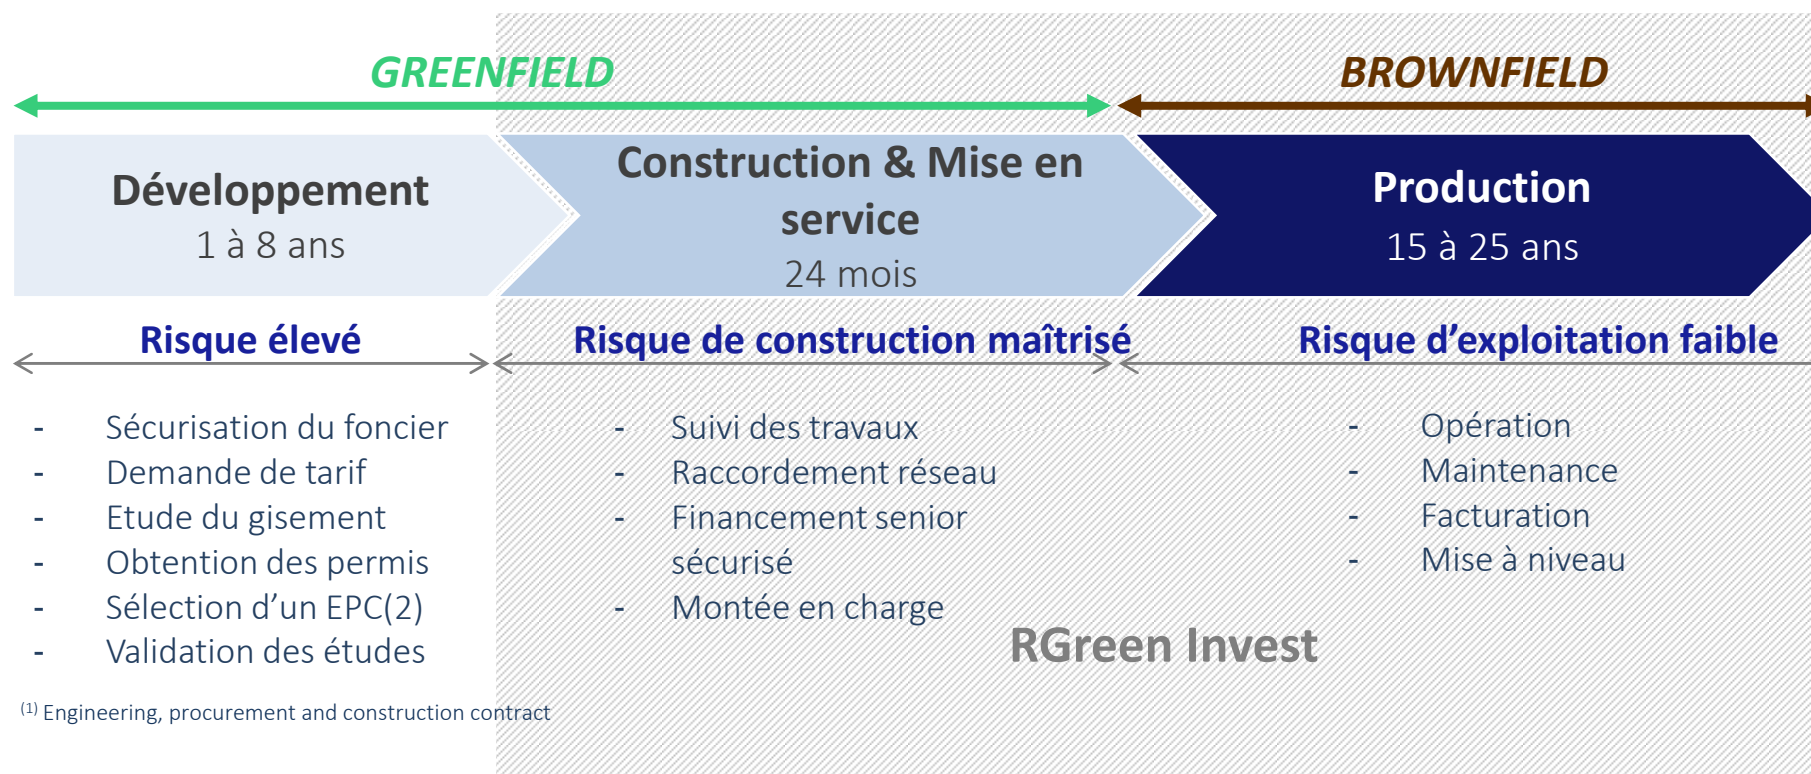 GREENFIELD
BROWNFIELD
Développement
1 à 8 ans
Construction & Mise en
service
24 mois
Production
15 à 25 ans
Risque élevé
Risque de construction maîtrisé
Risque d’exploitation faible
- Sécurisation du foncier
- Demande de tarif
- Etude du gisement
- Obtention des permis
- Sélection d’un EPC(2)
- Validation des études
- Suivi des travaux
- Raccordement réseau
- Financement senior
sécurisé
- Montée en charge
- Opération
- Maintenance
- Facturation
- Mise à niveau
RGreen Invest
(1) Engineering, procurement and construction contract